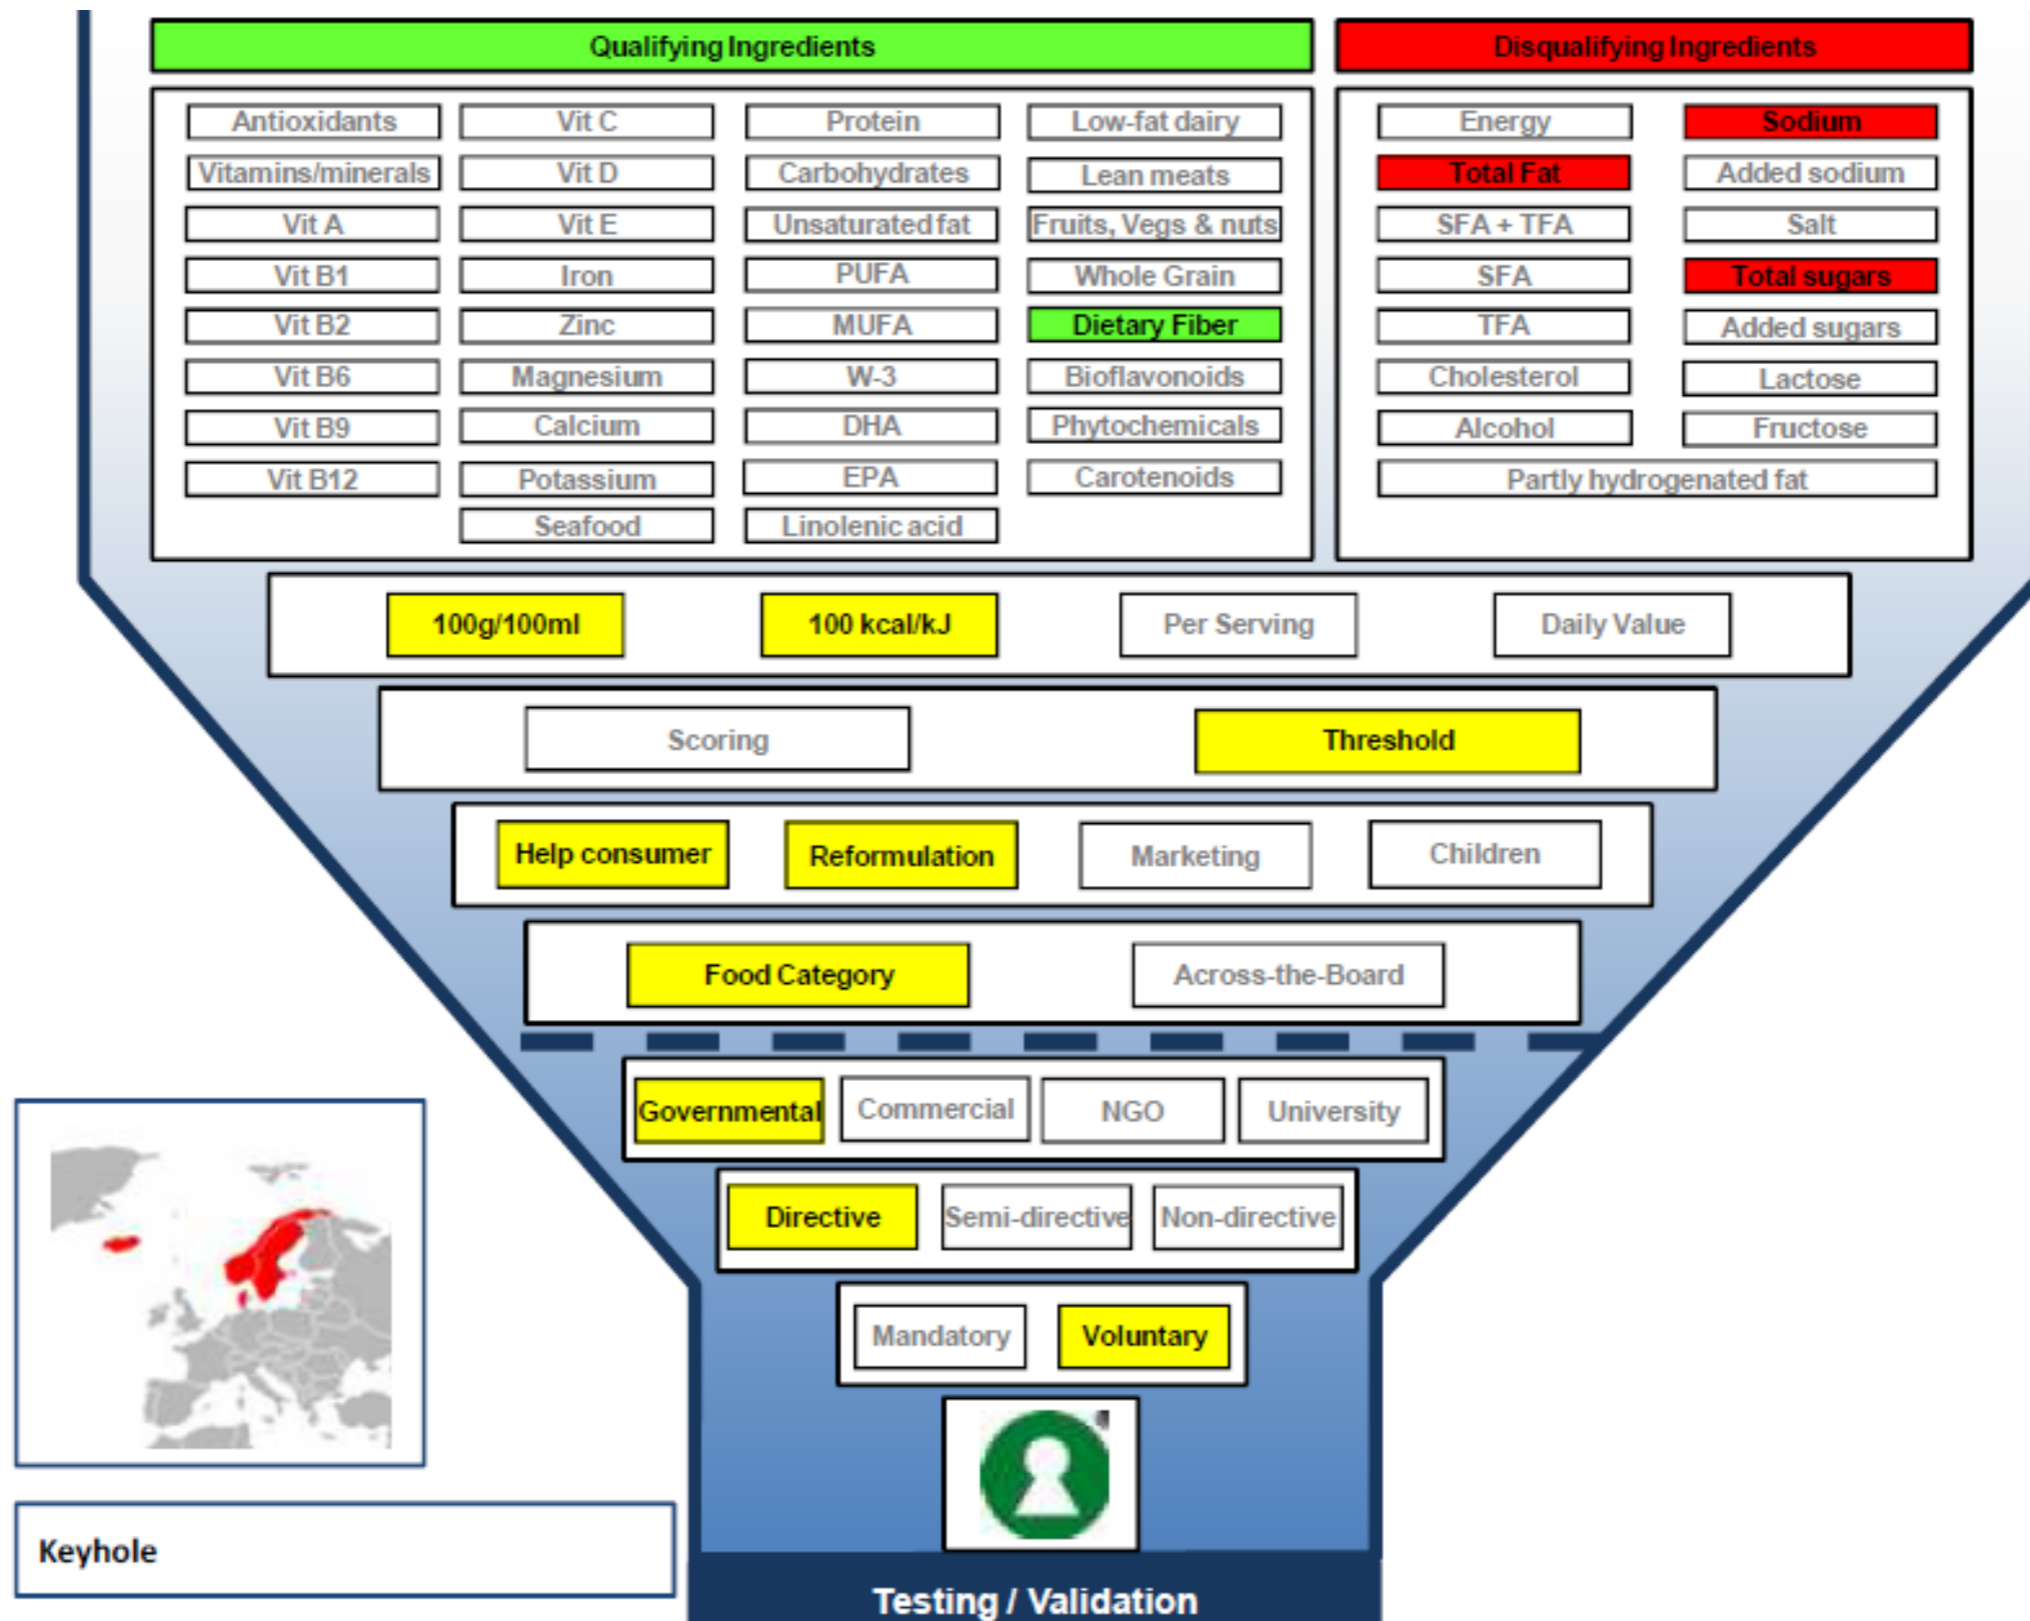 Qualifying Ingredients
Disqualifying Ingredients
Antioxidants Vit C Protein Low-fat dairy
Vitamins/minerals Vit D Carbohydrates Lean meats
Vit A Vit E Unsaturated fat Fruits, Vegs & nuts
Vit B1 Iron PUFA Whole Grain
Vit B2 Zinc MUFA Dietary Fiber
Vit B6 Magnesium W-3 Bioflavonoids
Vit B9 Calcium DHA Phytochemicals
Vit B12 Potassium EPA Carotenoids
Seafood Linolenic acid
Energy Sodium
Total Fat Added sodium
SFA + TFA Salt
SFA Total sugars
TFA Added sugars
Cholesterol Lactose
Alcohol Fructose
Partly hydrogenated fat
100g/100ml 100 kcal/kJ Per Serving Daily Value
Scoring Threshold
Help consumer Reformulation Marketing Children
Food Category Across-the-Board
Governmental Commercial NGO University
Directive Semi-directive Non-directive
Mandatory Voluntary
Keyhole
Testing / Validation